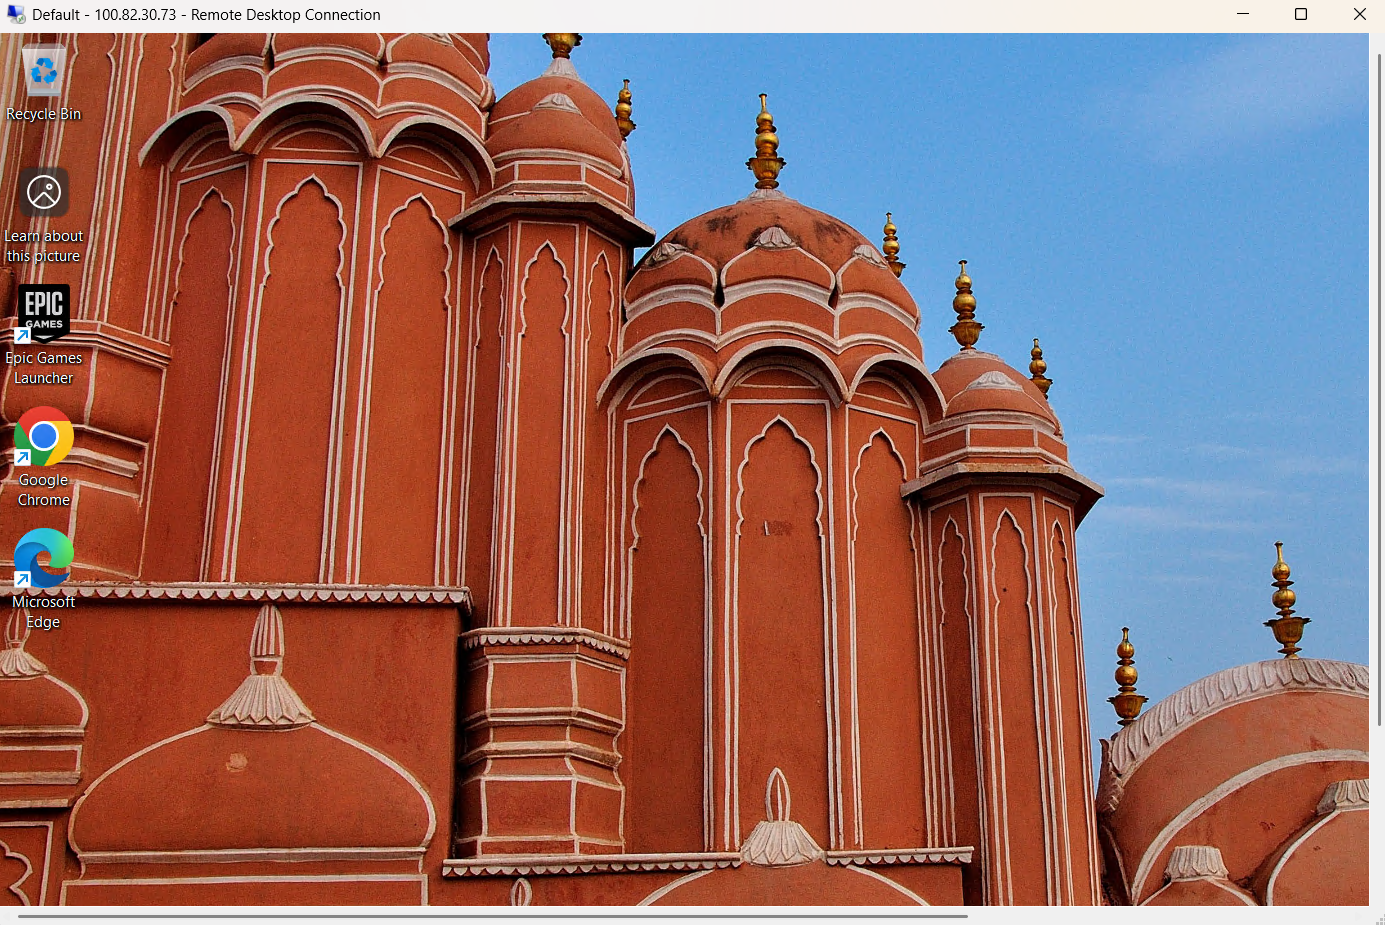 Default - 100.82.30.73 - Remote Desktop Connection
Recycle Bin
Learn about
this picture
EPIC
GAMES
Epic Games
Launcher
Google
Chrome
Microsoft
Edge